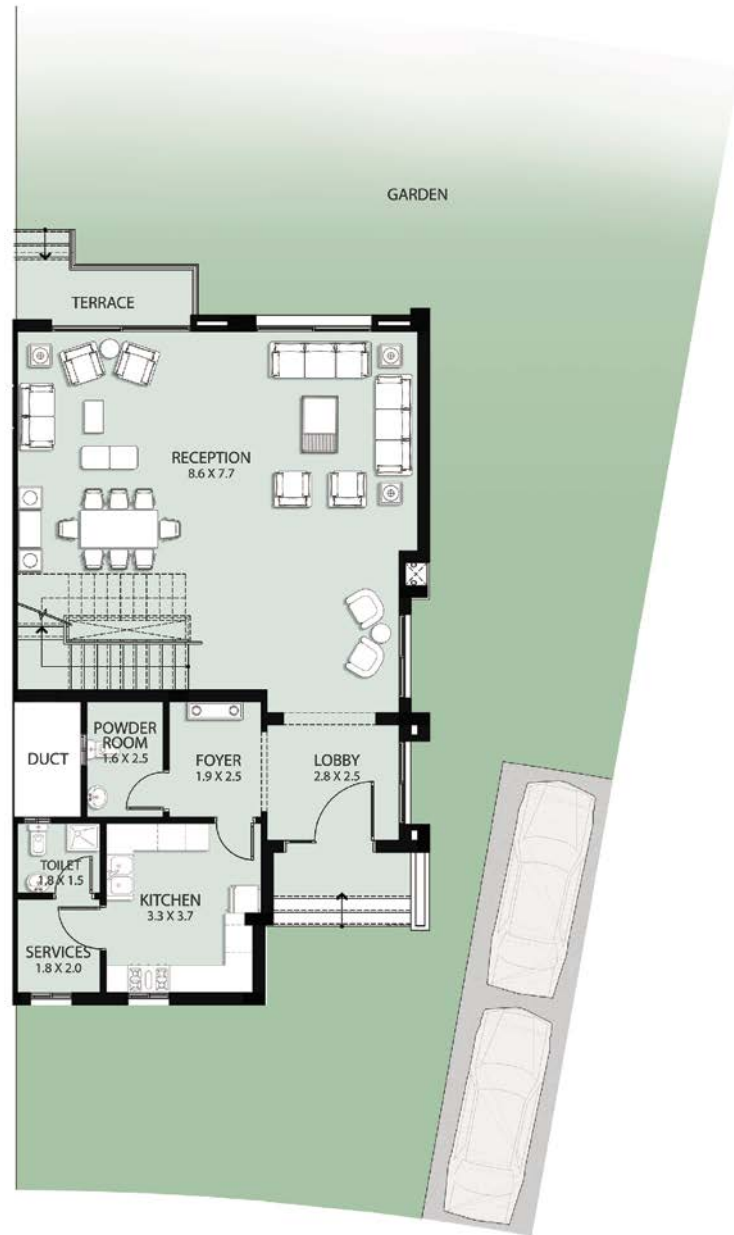 GARDEN
TERRACE
RECEPTION
8.6 X 7.7
DUCT
POWDER
ROOM
1.6 X 2.5
FOYER
1.9 X 2.5
LOBBY
2.8 X 2.5
TOILET
1.8 X 1.5
KITCHEN
3.3 X 3.7
SERVICES
1.8 X 2.0